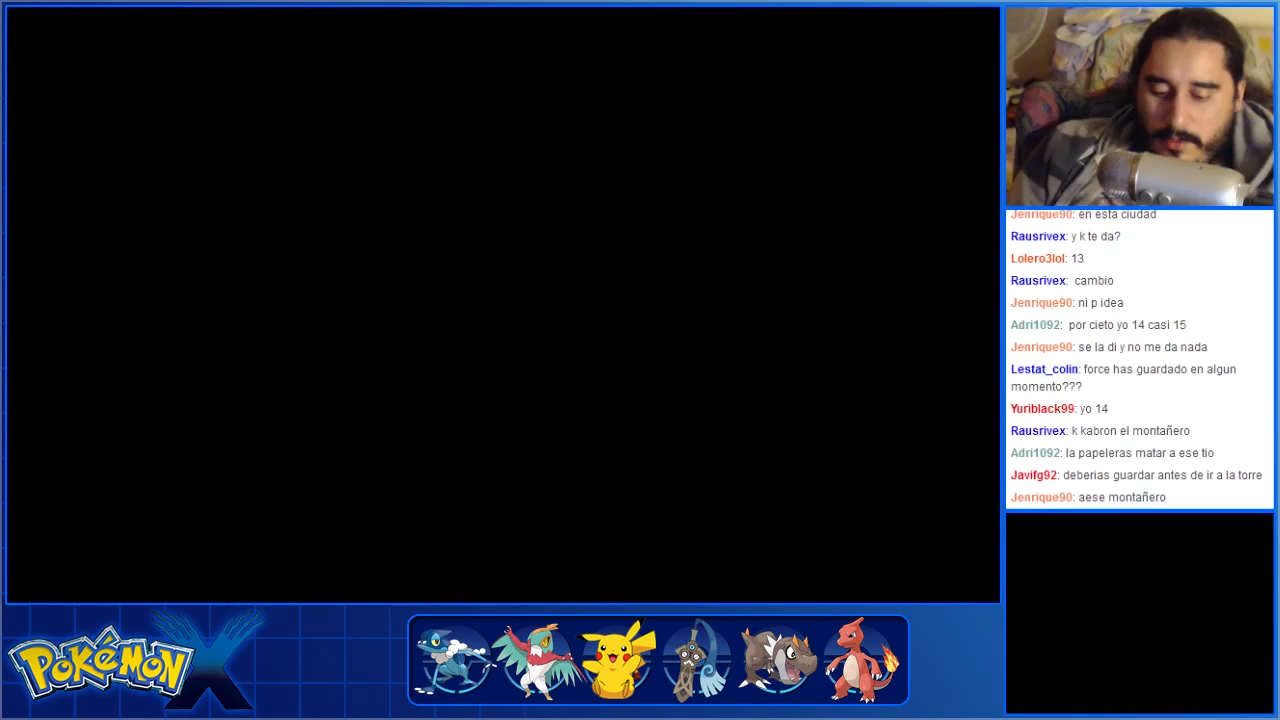 Jenrique90: en esta ciudad
Rausrivex: y k te da?
Lolero3lol: 13
Rausrivex: cambio
Jenrique90: ni p idea
Adri1092: por cieto yo 14 casi 15
Jenrique90: se la di y no me da nada
Lestat_colin: force has guardado en algun
momento???
Yuriblack99: yo 14
Rausrivex: k kabron el montañero
Adri1092: la papeleras matar a ese tio
Javifg92: deberias guardar antes de ir a la torre
Jenrique90: aese montañero
POKéMON X